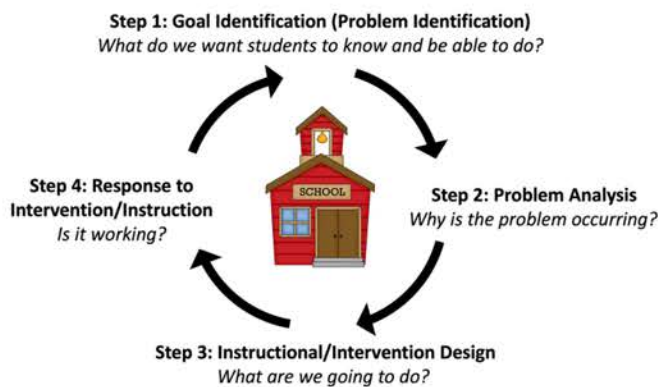 Step 1: Goal Identification (Problem Identification)
What do we want students to know and be able to do?
Step 2: Problem Analysis
Why is the problem occurring?
Step 3: Instructional/Intervention Design
What are we going to do?
Step 4: Response to
Intervention/Instruction
Is it working?
SCHOOL